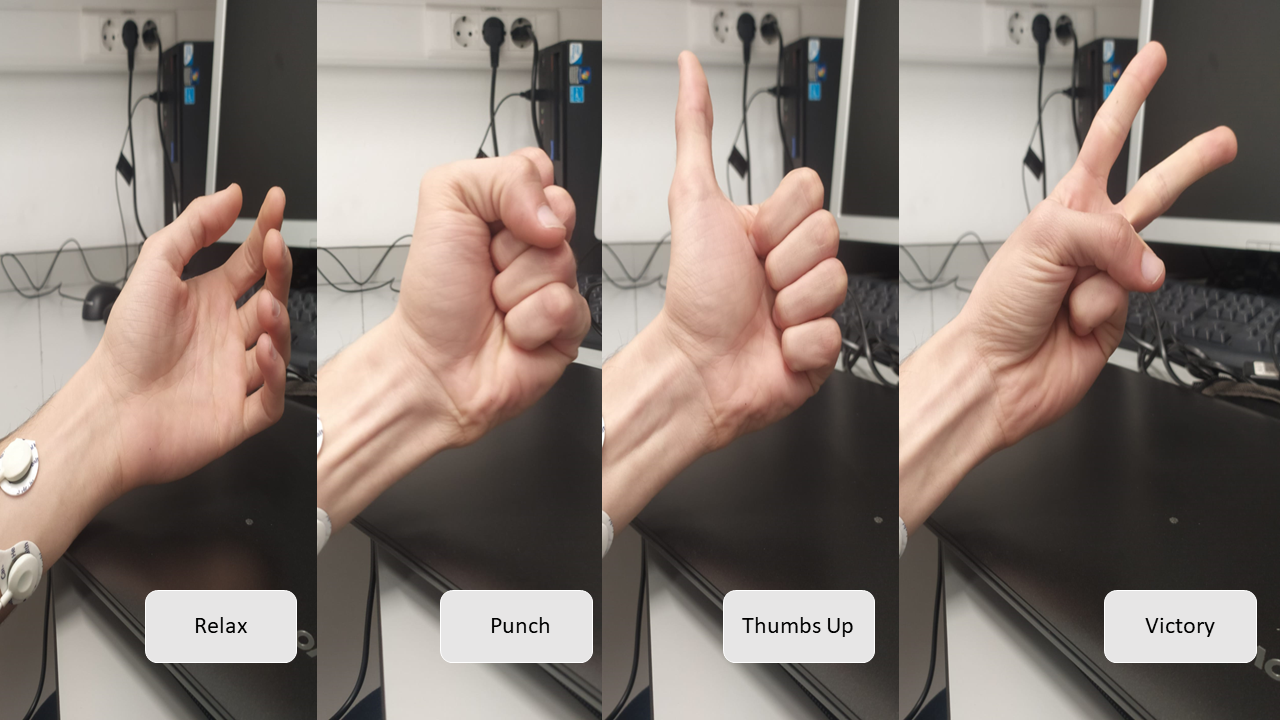 Relax
Punch
Thumbs Up
Victory